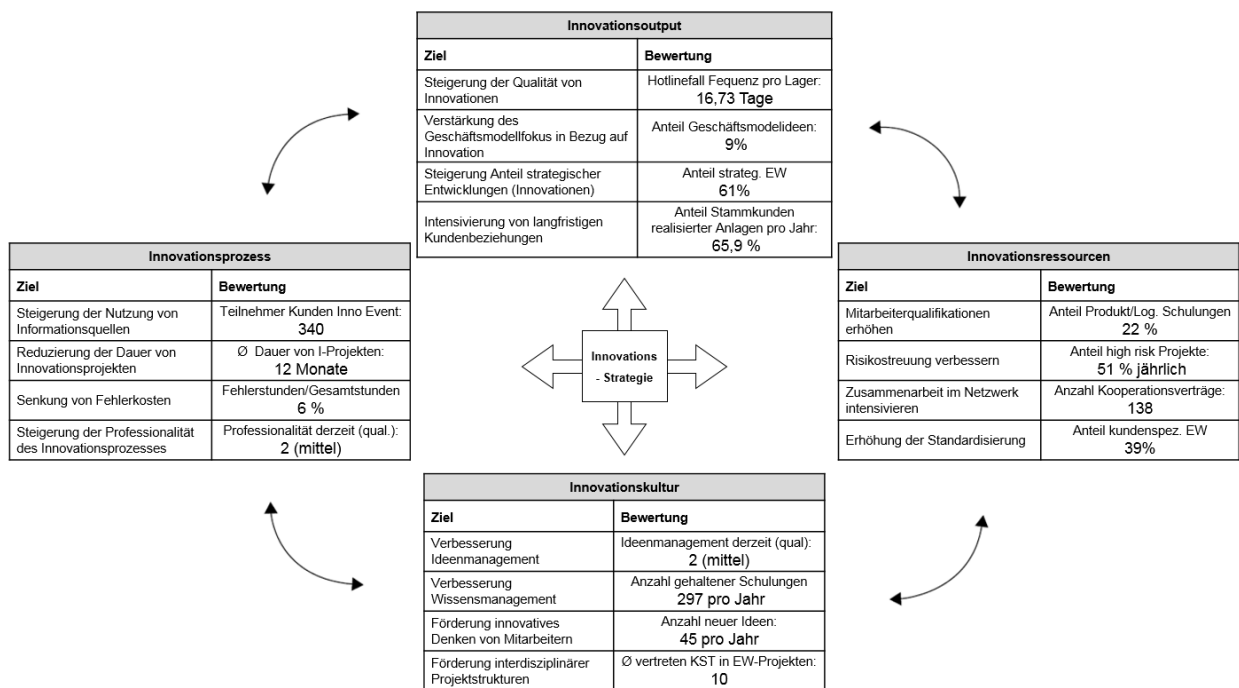 Innovationsoutput
Ziel Bewertung
Steigerung der Qualität von
Innovationen
Hotlinefall Fequenz pro Lager:
16,73 Tage
Verstärkung des
Geschäftsmodellfokus in Bezug auf
Innovation
Anteil Geschäftsmodelideen:
9%
Steigerung Anteil strategischer
Entwicklungen (Innovationen)
Anteil strateg. EW
61%
Intensivierung von langfristigen
Kundenbeziehungen
Anteil Stammkunden
realisierter Anlagen pro Jahr:
65,9 %
Innovationsprozess
Ziel Bewertung
Steigerung der Nutzung von
Informationsquellen
Teilnehmer Kunden Inno Event:
340
Reduzierung der Dauer von
Innovationsprojekten
Ø Dauer von I-Projekten:
12 Monate
Senkung von Fehlerkosten
Fehlerstunden/Gesamtstunden
6 %
Steigerung der Professionalität
des Innovationsprozesses
Professionalität derzeit (qual.):
2 (mittel)
Innovations
- Strategie
Innovationsressourcen
Ziel Bewertung
Mitarbeiterqualifikationen
erhöhen
Anteil Produkt/Log. Schulungen
22 %
Risikostreuung verbessern
Anteil high risk Projekte:
51 % jährlich
Zusammenarbeit im Netzwerk
intensivieren
Anzahl Kooperationsverträge:
138
Erhöhung der Standardisierung
Anteil kundenspez. EW
39%
Innovationskultur
Ziel Bewertung
Verbesserung
Ideenmanagement
Ideenmanagement derzeit (qual):
2 (mittel)
Verbesserung
Wissensmanagement
Anzahl gehaltener Schulungen
297 pro Jahr
Förderung innovatives
Denken von Mitarbeitern
Anzahl neuer Ideen:
45 pro Jahr
Förderung interdisziplinärer
Projektstrukturen
Ø vertreten KST in EW-Projekten:
10